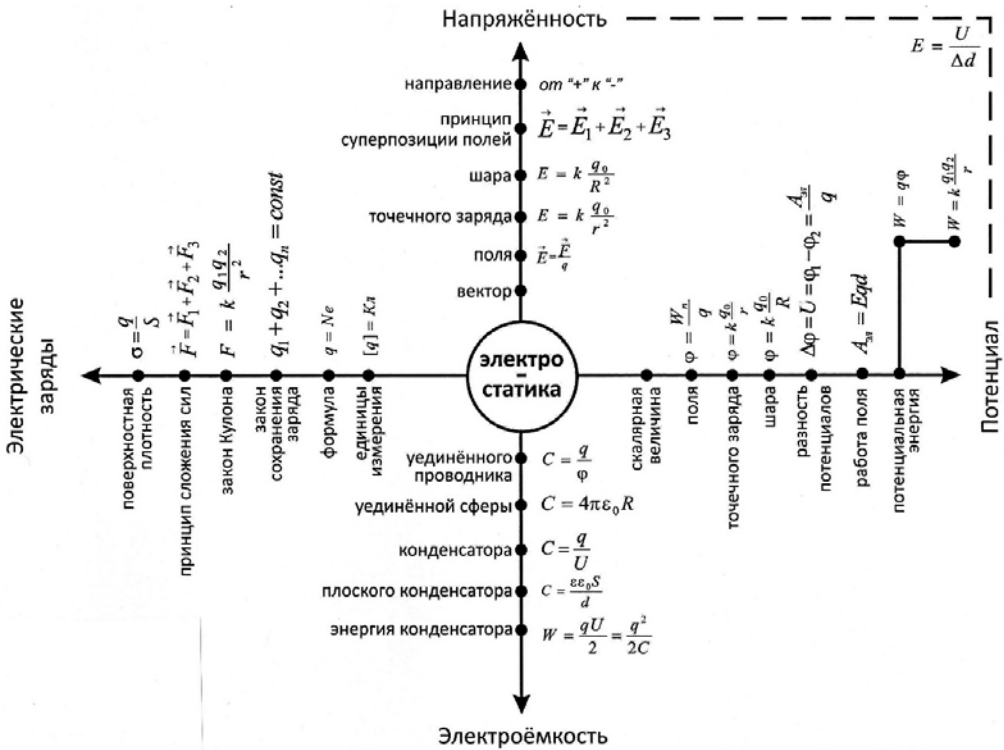 Напряжённость
E = U/Δd
направление от “+” к “-”
принцип
суперпозиции полей E⃗ = E⃗₁ + E⃗₂ + E⃗₃
шара E = k q₀/R²
точечного заряда E = k q₀/r²
поля E⃗ = F⃗/q
вектор
Электрические
заряды
поверхностная
плотность
σ = q/S
принцип сложения сил
F⃗ = F⃗₁ + F⃗₂ + F⃗₃
закон Кулона
F = k q₁q₂/r²
закон
сохранения
заряда
q₁ + q₂ + ...qₙ = const
формула
q = Ne
единицы
измерения
[q] = Кл
электро
-
статика
скалярная
величина
поля
φ = Wₙ/q
точечного заряда
φ = k q₀/r
шара
φ = k q₀/R
разность
потенциалов
Δφ = U = φ₁ − φ₂ = Aэл/q
работа поля
Aэл = Eqd
потенциальная
энергия
W = qφ
W = k q₁q₂/r
Потенциал
уединённого
проводника C = q/φ
уединённой сферы C = 4πε₀R
конденсатора C = q/U
плоского конденсатора C = εε₀S/d
энергия конденсатора W = qU/2 = q²/2C
Электроёмкость